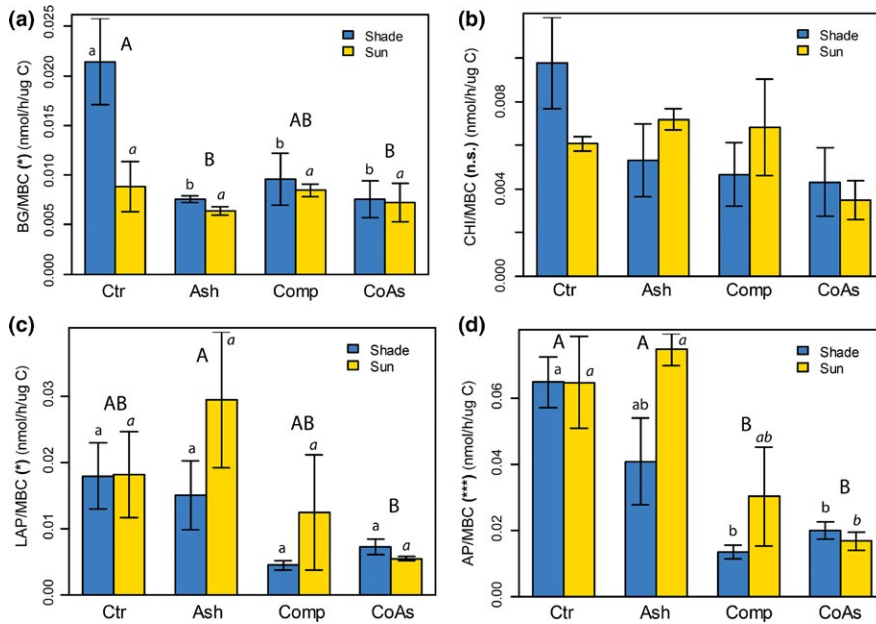 (a)
BG/MBC (*) (nmol/h/ug C)
0.025
0.020
0.015
0.010
0.005
0.000
a
A
a
b
B
a
b
AB
a
b
B
a
Shade
Sun
Ctr Ash Comp CoAs
(b)
CHI/MBC (n.s.) (nmol/h/ug C)
0.008
0.004
0.000
Shade
Sun
Ctr Ash Comp CoAs
(c)
LAP/MBC (*) (nmol/h/ug C)
0.03
0.02
0.01
0.00
AB
a
a
A
a
a
AB
a
a
B
a
a
Shade
Sun
Ctr Ash Comp CoAs
(d)
AP/MBC (***) (nmol/h/ug C)
0.06
0.04
0.02
0.00
A
a
a
A
ab
a
B
b
ab
B
b
b
Shade
Sun
Ctr Ash Comp CoAs